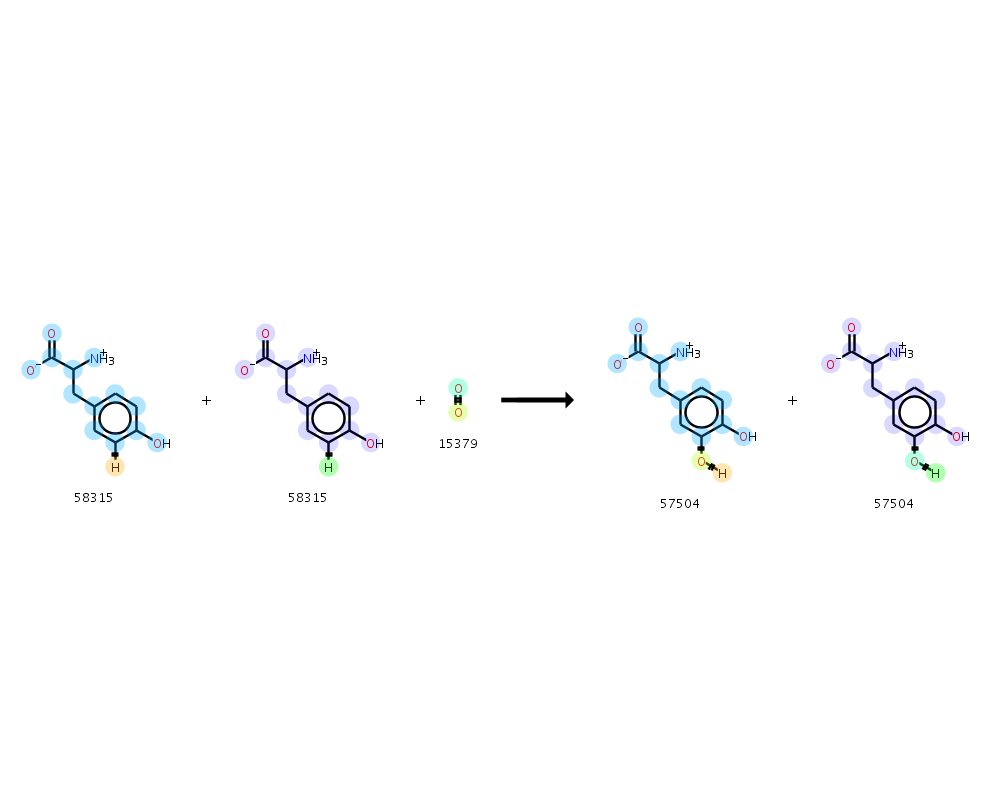 O O⁻ NH₃⁺ OH H
58315
+
O O⁻ NH₃⁺ OH H
58315
+
O O
15379
O O⁻ NH₃⁺ OH O H
57504
+
O O⁻ NH₃⁺ OH O H
57504